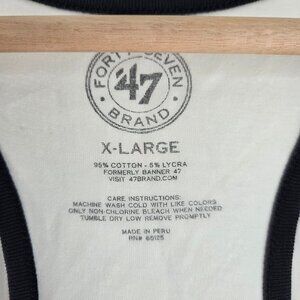 FORTY SEVEN
'47
BRAND
X-LARGE
95% COTTON - 5% LYCRA
FORMERLY BANNER 47
VISIT 47BRAND.COM
CARE INSTRUCTIONS:
MACHINE WASH COLD WITH LIKE COLORS
ONLY NON-CHLORINE BLEACH WHEN NEEDED
TUMBLE DRY LOW REMOVE PROMPTLY
MADE IN PERU
RN# 65125